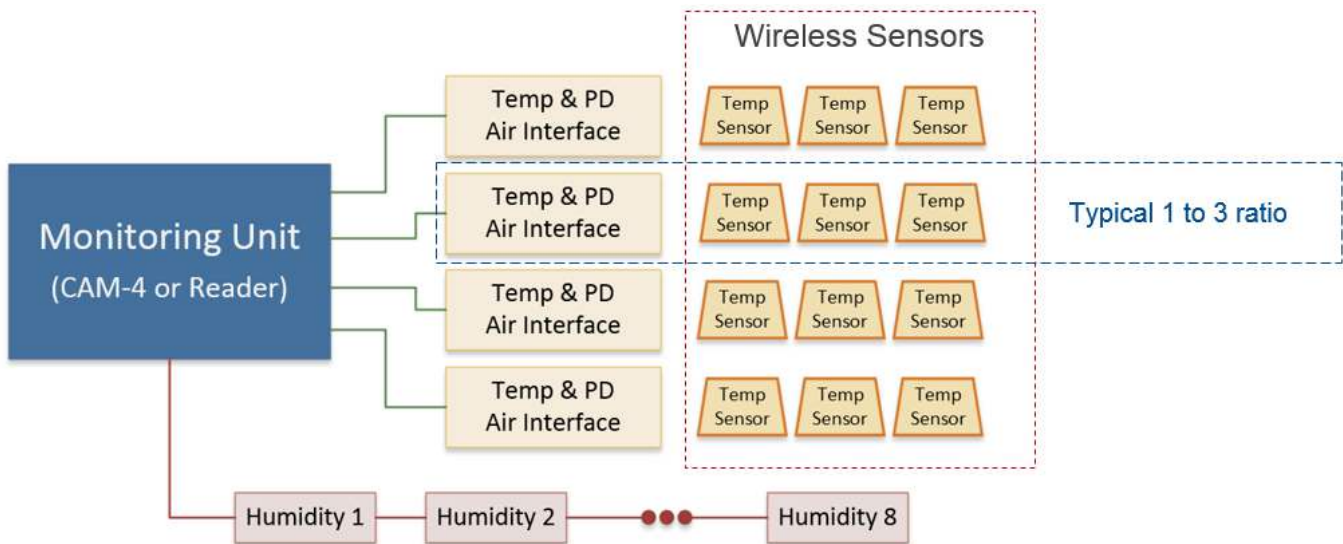 Wireless Sensors
Temp & PD
Air Interface
Temp
Sensor
Temp
Sensor
Temp
Sensor
Monitoring Unit
(CAM-4 or Reader)
Temp & PD
Air Interface
Temp
Sensor
Temp
Sensor
Temp
Sensor
Typical 1 to 3 ratio
Temp & PD
Air Interface
Temp
Sensor
Temp
Sensor
Temp
Sensor
Temp & PD
Air Interface
Temp
Sensor
Temp
Sensor
Temp
Sensor
Humidity 1
Humidity 2
Humidity 8